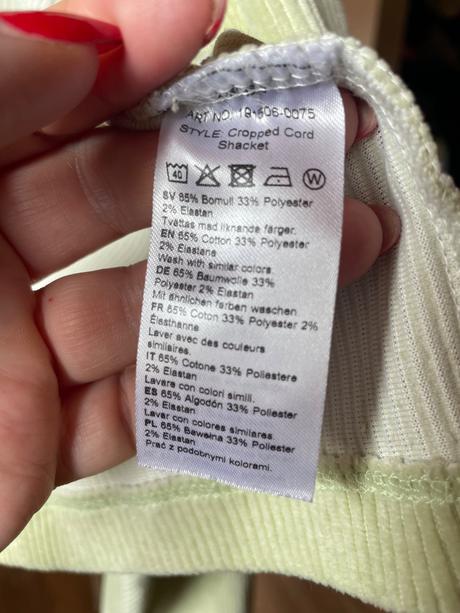 ART NO: 19-506-0075
STYLE: Cropped Cord
Shacket
40 W
SV 65% Bomull 33% Polyester
2% Elastan
Tvättas med liknande färger.
EN 65% Cotton 33% Polyester
2% Elastane
Wash with similar colors.
DE 65% Baumwolle 33%
Polyester 2% Elastan
Mit ähnlichen farben waschen
FR 65% Coton 33% Polyester 2%
Élasthanne
Laver avec des couleurs
similaires.
IT 65% Cotone 33% Poliestere
2% Elastan
Lavare con colori simili.
ES 65% Algodón 33% Poliester
2% Elastan
Lavar con colores similares
PL 65% Bawełna 33% Poliester
2% Elastan
Prać z podobnymi kolorami.